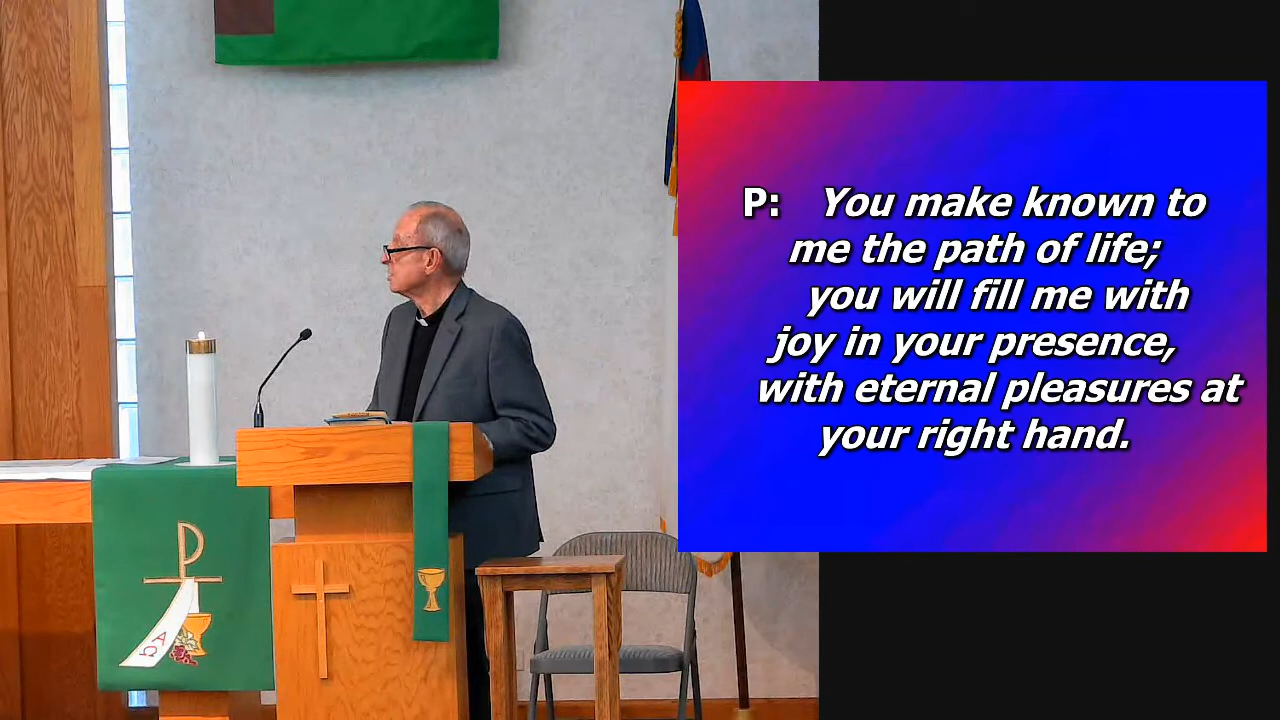 P: You make known to
me the path of life;
you will fill me with
joy in your presence,
with eternal pleasures at
your right hand.
Α
Ω